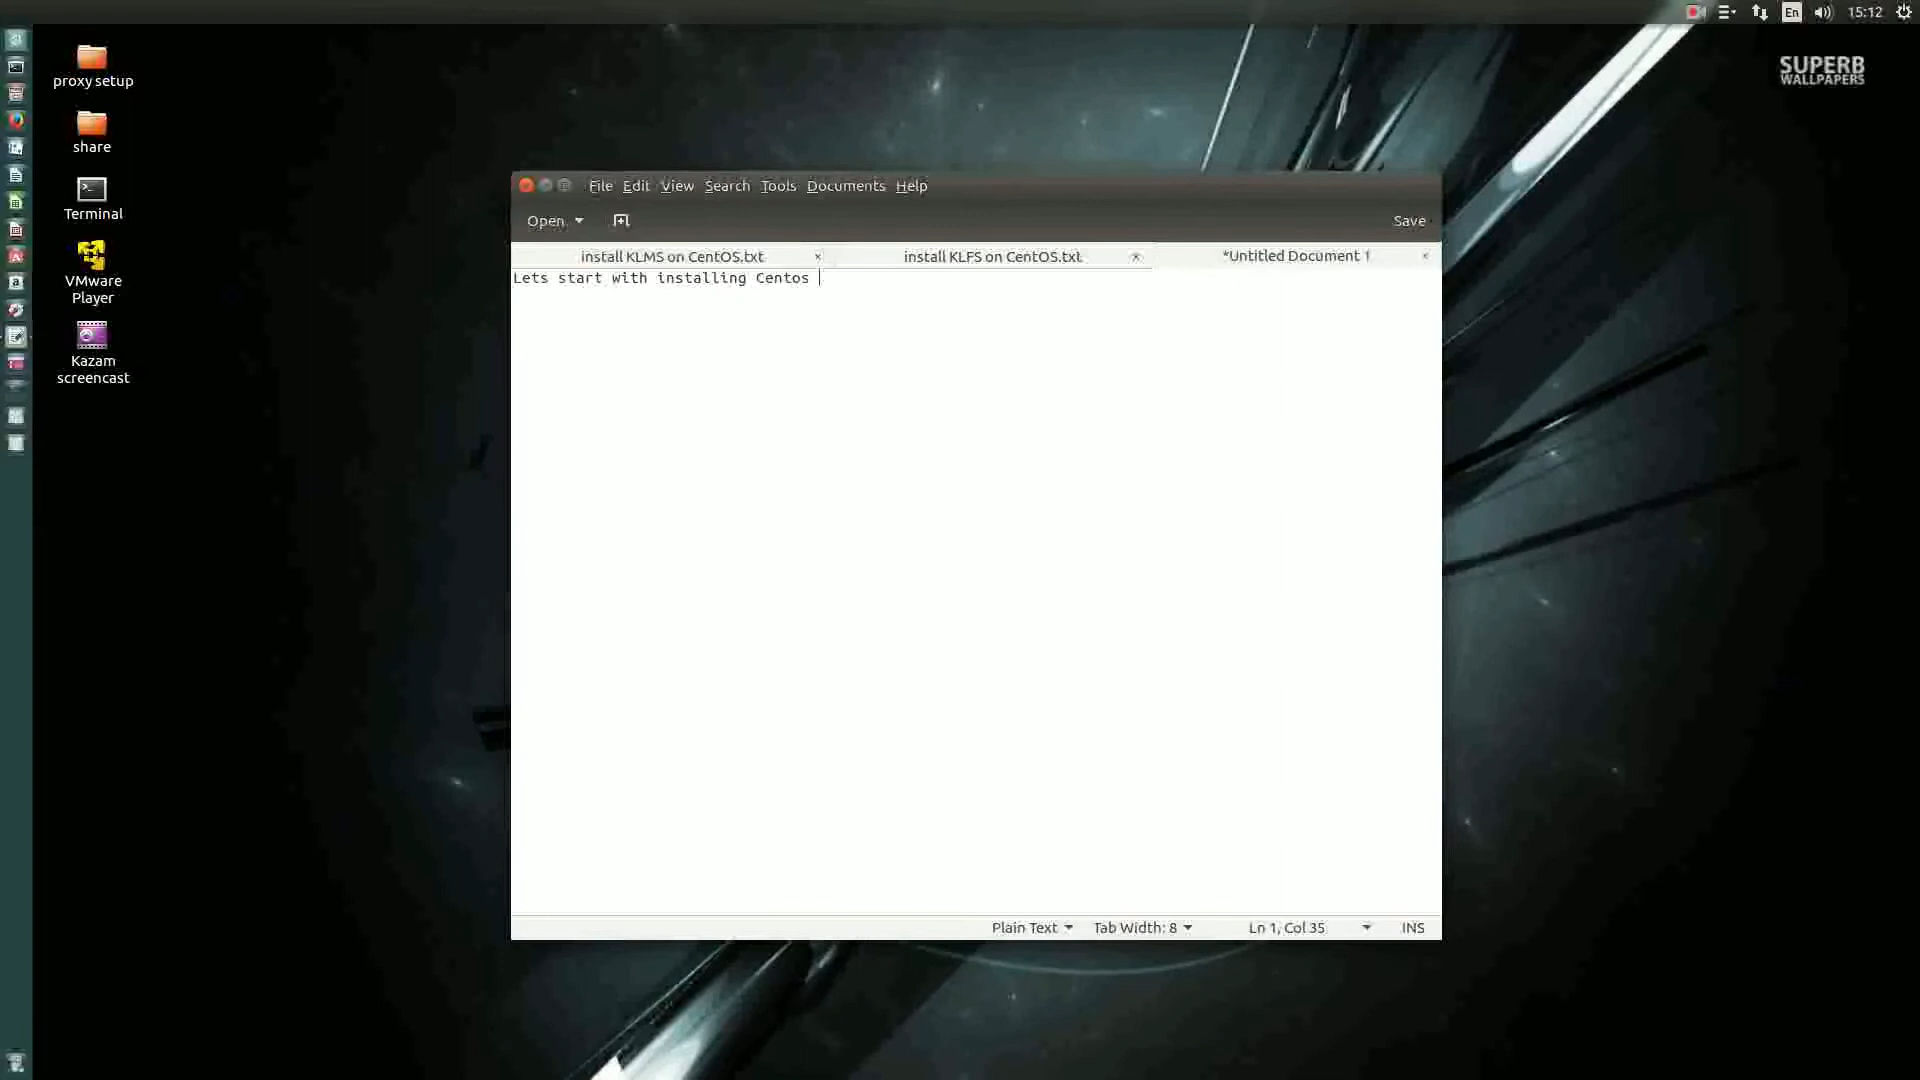 En
15:12
SUPERB
WALLPAPERS
proxy setup
share
Terminal
VMware
Player
Kazam
screencast
File Edit View Search Tools Documents Help
Open
Save
install KLMS on CentOS.txt
install KLFS on CentOS.txt
*Untitled Document 1
Lets start with installing Centos
Plain Text
Tab Width: 8
Ln 1, Col 35
INS